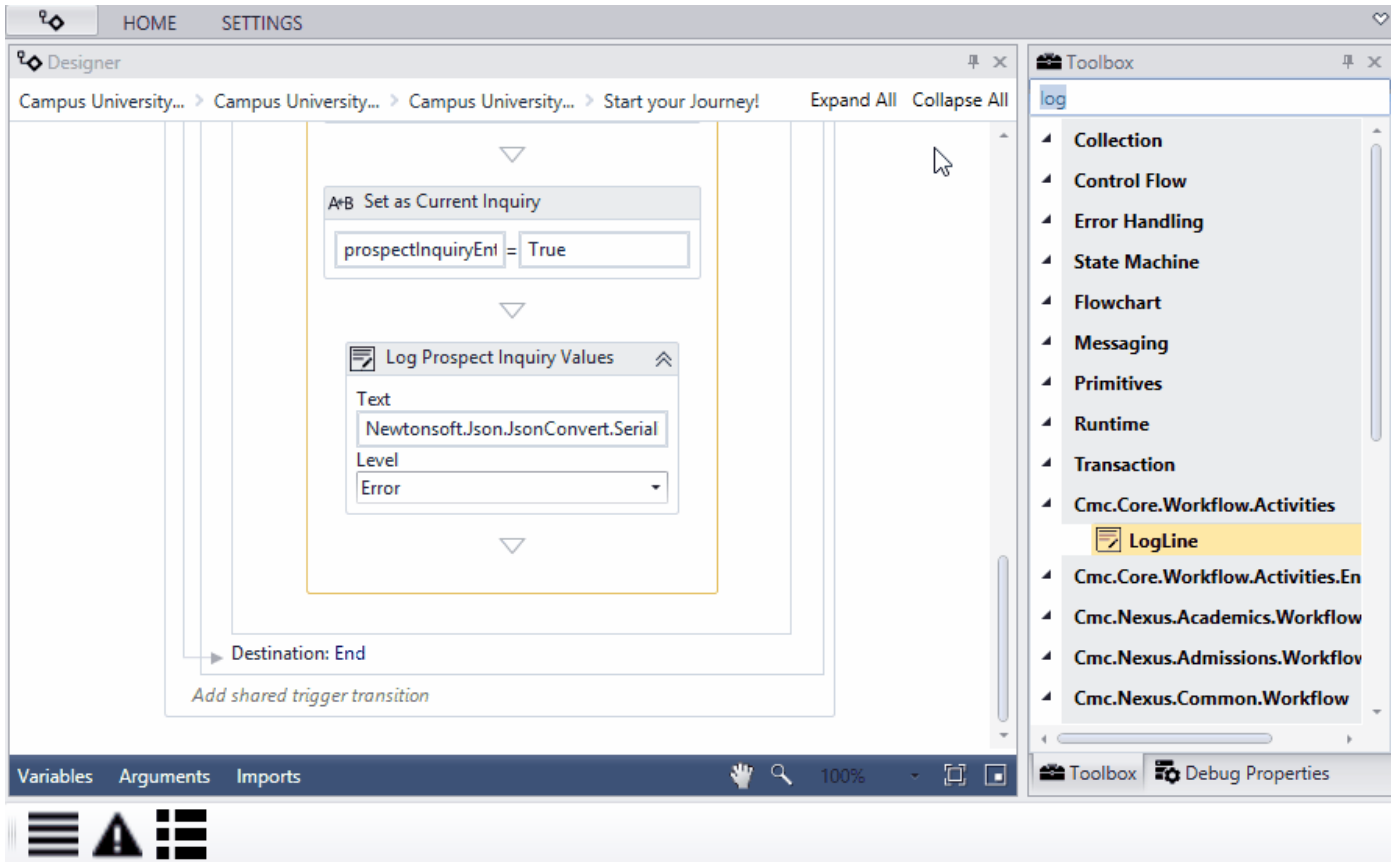 HOME SETTINGS
Designer
Campus University... > Campus University... > Campus University... > Start your Journey! Expand All Collapse All
A+B Set as Current Inquiry
prospectInquiryEnt = True
Log Prospect Inquiry Values
Text
Newtonsoft.Json.JsonConvert.Serial
Level
Error
Destination: End
Add shared trigger transition
Variables Arguments Imports 100%
Toolbox
log
Collection
Control Flow
Error Handling
State Machine
Flowchart
Messaging
Primitives
Runtime
Transaction
Cmc.Core.Workflow.Activities
LogLine
Cmc.Core.Workflow.Activities.En
Cmc.Nexus.Academics.Workflow
Cmc.Nexus.Admissions.Workflow
Cmc.Nexus.Common.Workflow
Toolbox Debug Properties